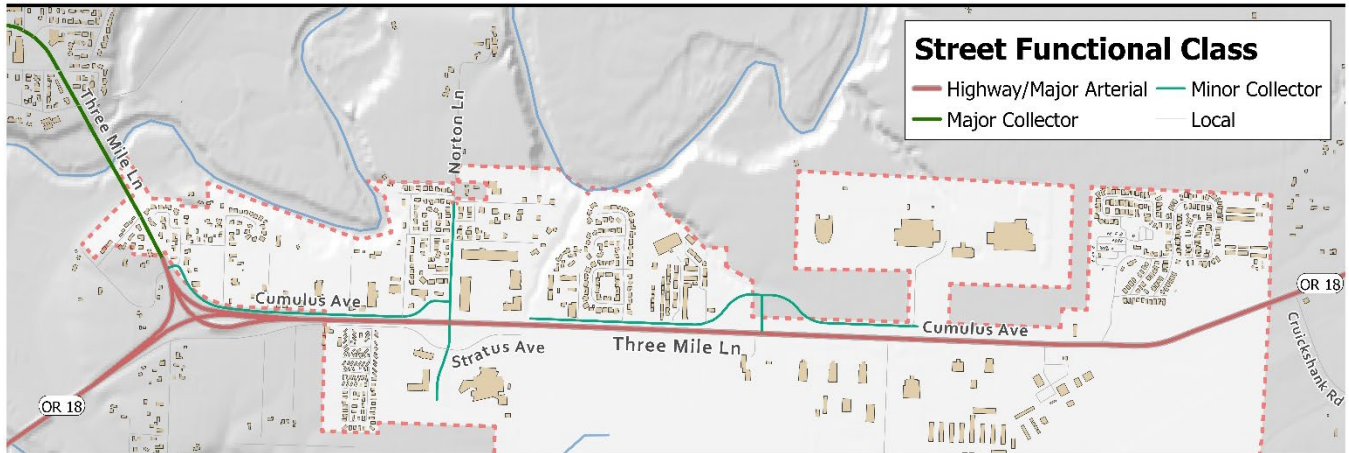 Street Functional Class
Highway/Major Arterial
Minor Collector
Major Collector
Local
Three Mile Ln
Norton Ln
Cumulus Ave
Stratus Ave
Three Mile Ln
Cumulus Ave
OR 18
Cruickshank Rd
OR 18